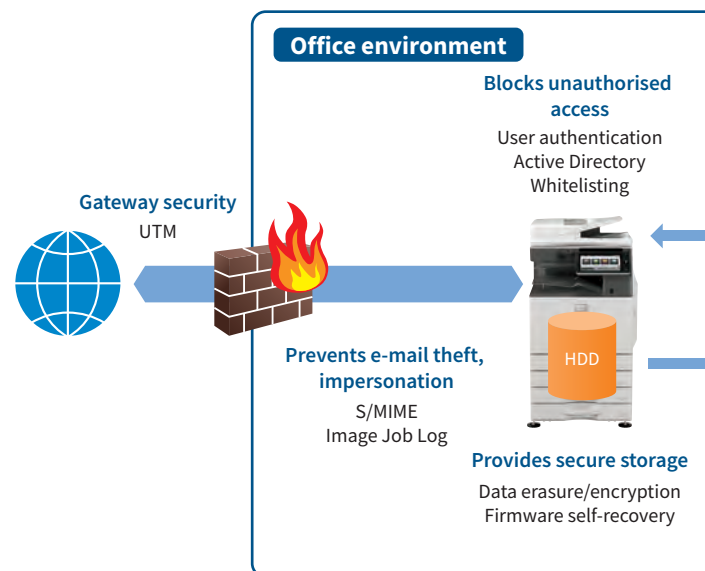 Office environment
Blocks unauthorised
access
User authentication
Active Directory
Whitelisting
Gateway security
UTM
HDD
Prevents e-mail theft,
impersonation
S/MIME
Image Job Log
Provides secure storage
Data erasure/encryption
Firmware self-recovery